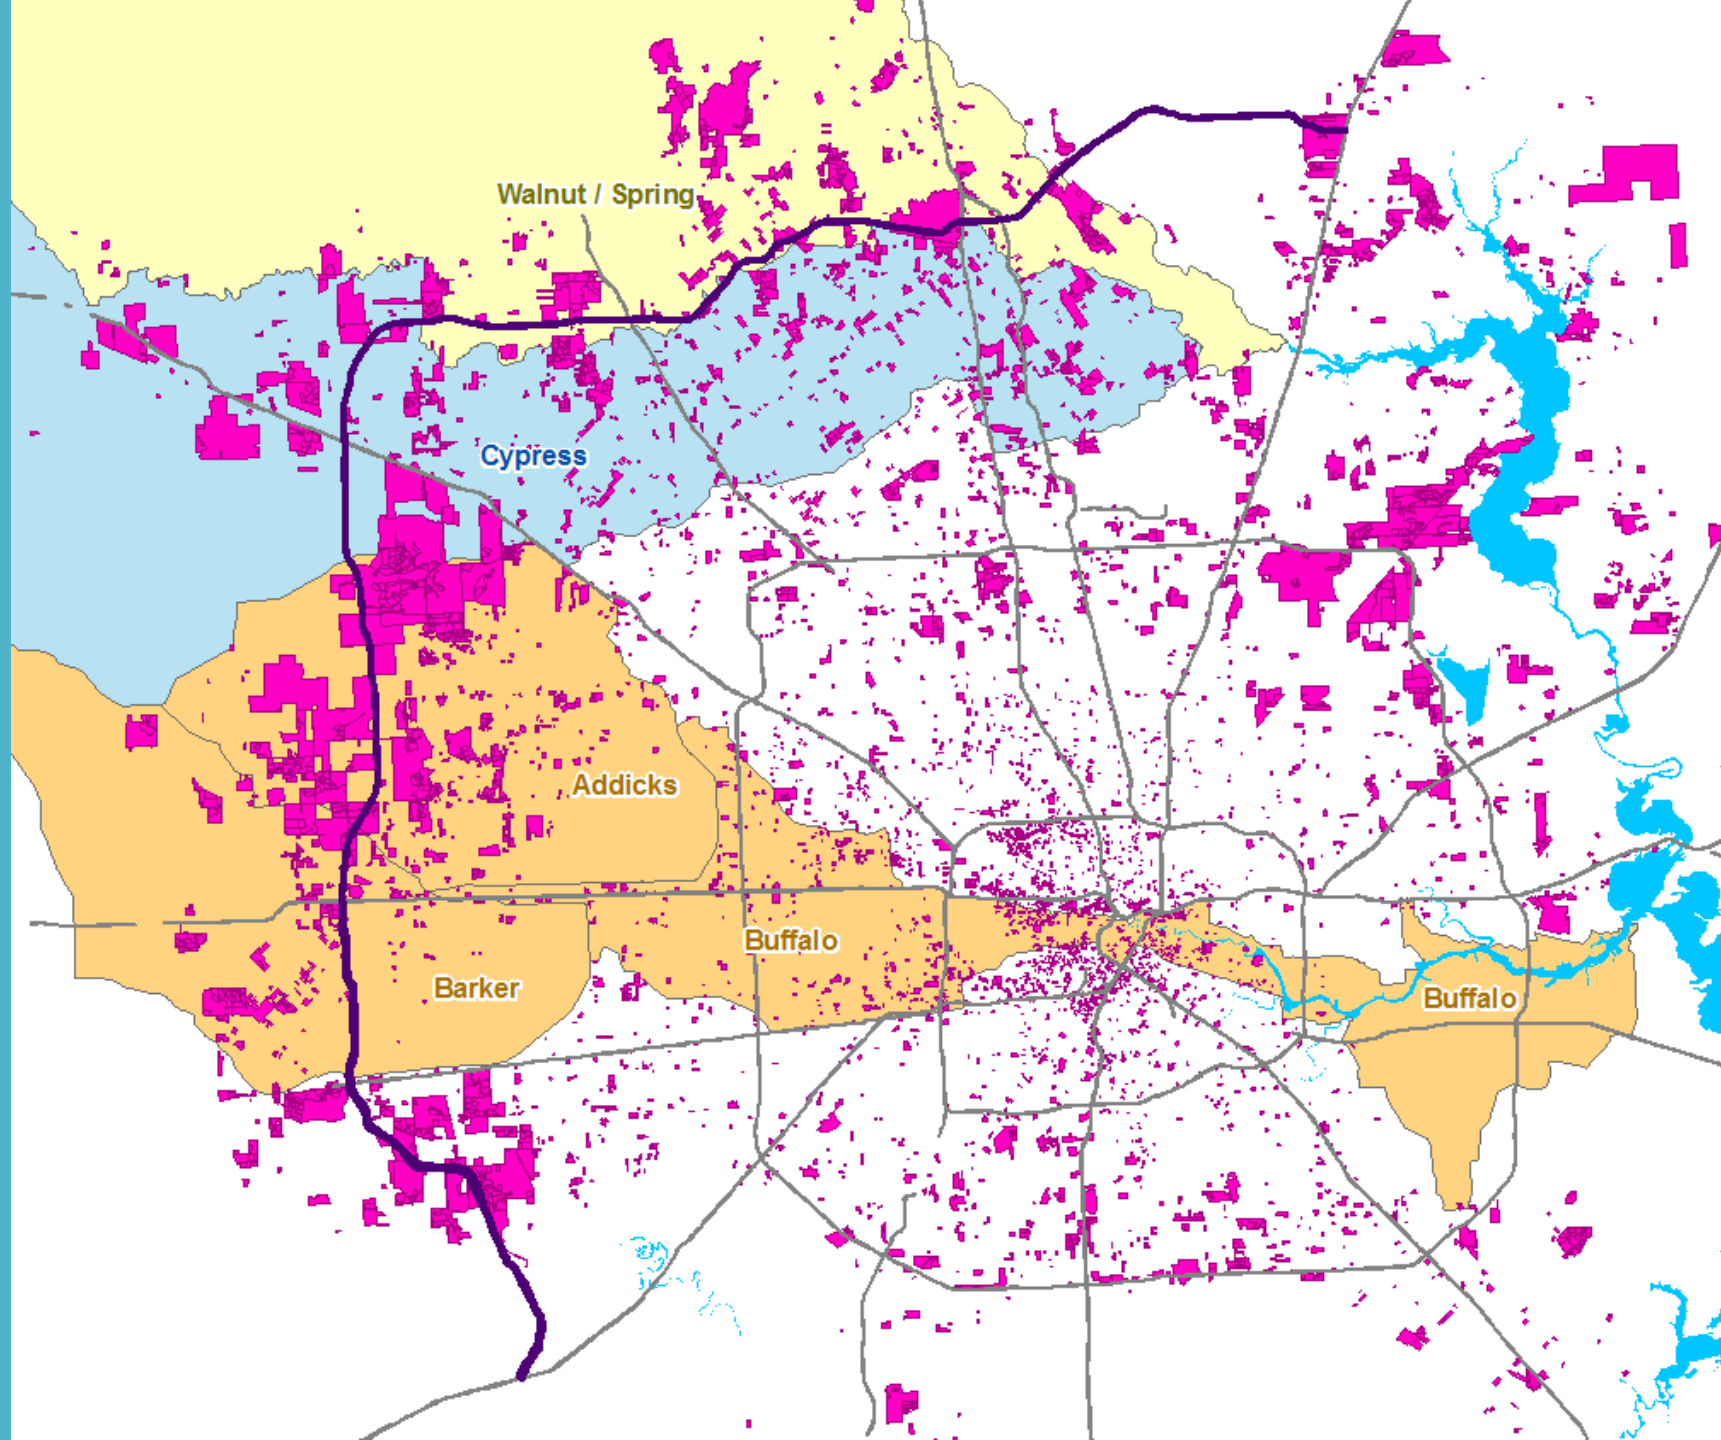 Walnut / Spring
Cypress
Addicks
Buffalo
Barker
Buffalo